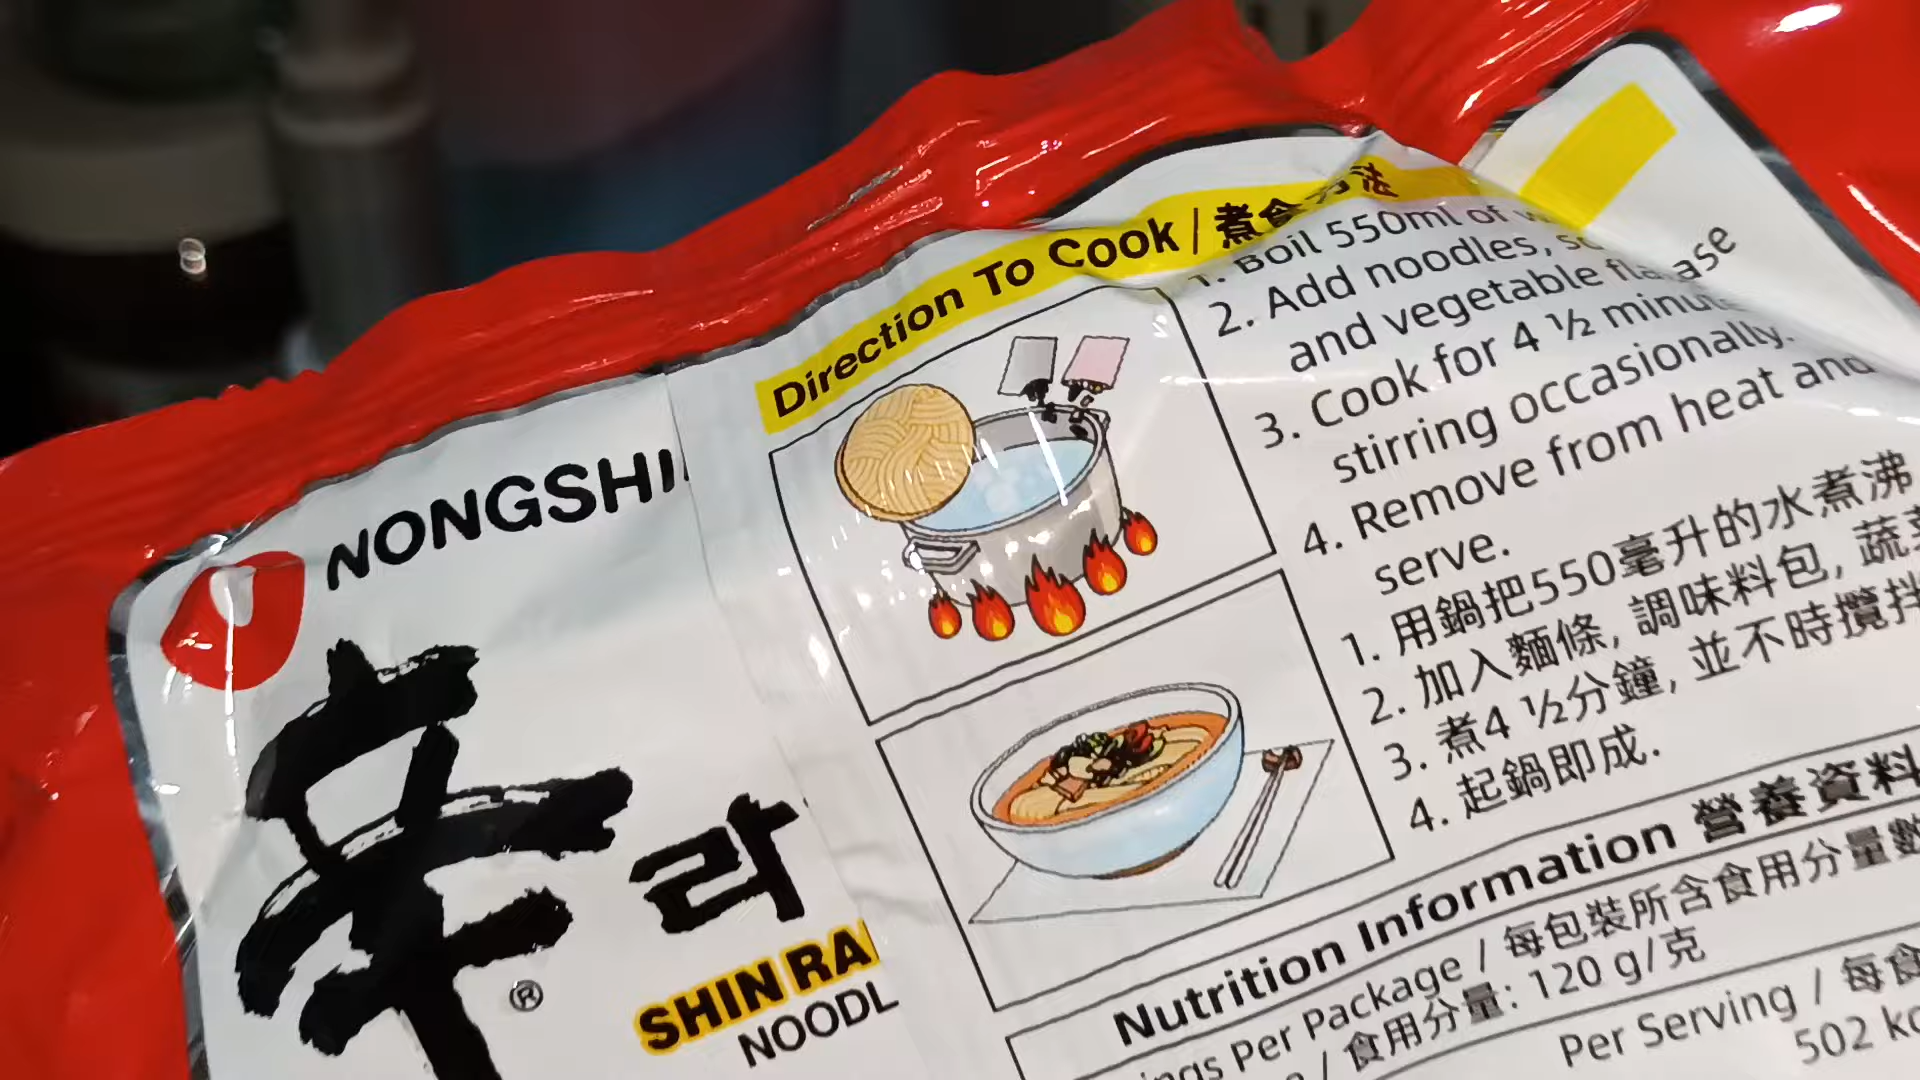 NONGSHI
辛라
®
SHIN RA
NOODL
Direction To Cook / 煮食方法
1. Boil 550ml of
2. Add noodles,
and vegetable
3. Cook for 4 ½
stirring occasionally.
4. Remove from heat and
serve.
1. 用鍋把550毫升的水煮沸
2. 加入麵條, 調味料包, 蔬
3. 煮4 ½分鐘, 並不時攪拌
4. 起鍋即成.
Nutrition Information 營養資料
Per Package / 每包裝所含食用分量數
/ 食用分量: 120 g/克
Per Serving / 每食
502